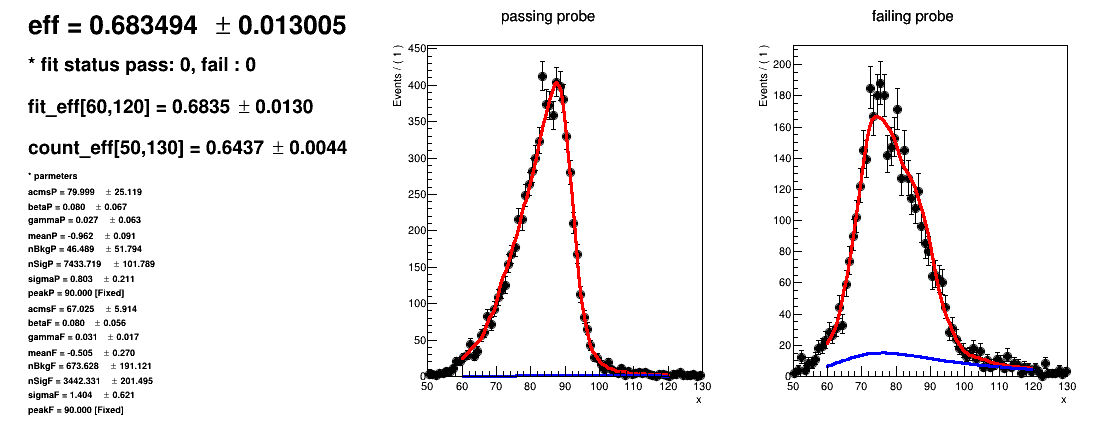 eff = 0.683494 ± 0.013005
* fit status pass: 0, fail : 0
fit_eff[60,120] = 0.6835 ± 0.0130
count_eff[50,130] = 0.6437 ± 0.0044
* parmeters
acmsP = 79.999 ± 25.119
betaP = 0.080 ± 0.067
gammaP = 0.027 ± 0.063
meanP = -0.962 ± 0.091
nBkgP = 46.489 ± 51.794
nSigP = 7433.719 ± 101.789
sigmaP = 0.803 ± 0.211
peakP = 90.000 [Fixed]
acmsF = 67.025 ± 5.914
betaF = 0.080 ± 0.056
gammaF = 0.031 ± 0.017
meanF = -0.505 ± 0.270
nBkgF = 673.628 ± 191.121
nSigF = 3442.331 ± 201.495
sigmaF = 1.404 ± 0.621
peakF = 90.000 [Fixed]
passing probe
Events / ( 1 )
450
400
350
300
250
200
150
100
50
0
50 60 70 80 90 100 110 120 130
x
failing probe
Events / ( 1 )
200
180
160
140
120
100
80
60
40
20
0
50 60 70 80 90 100 110 120 130
x